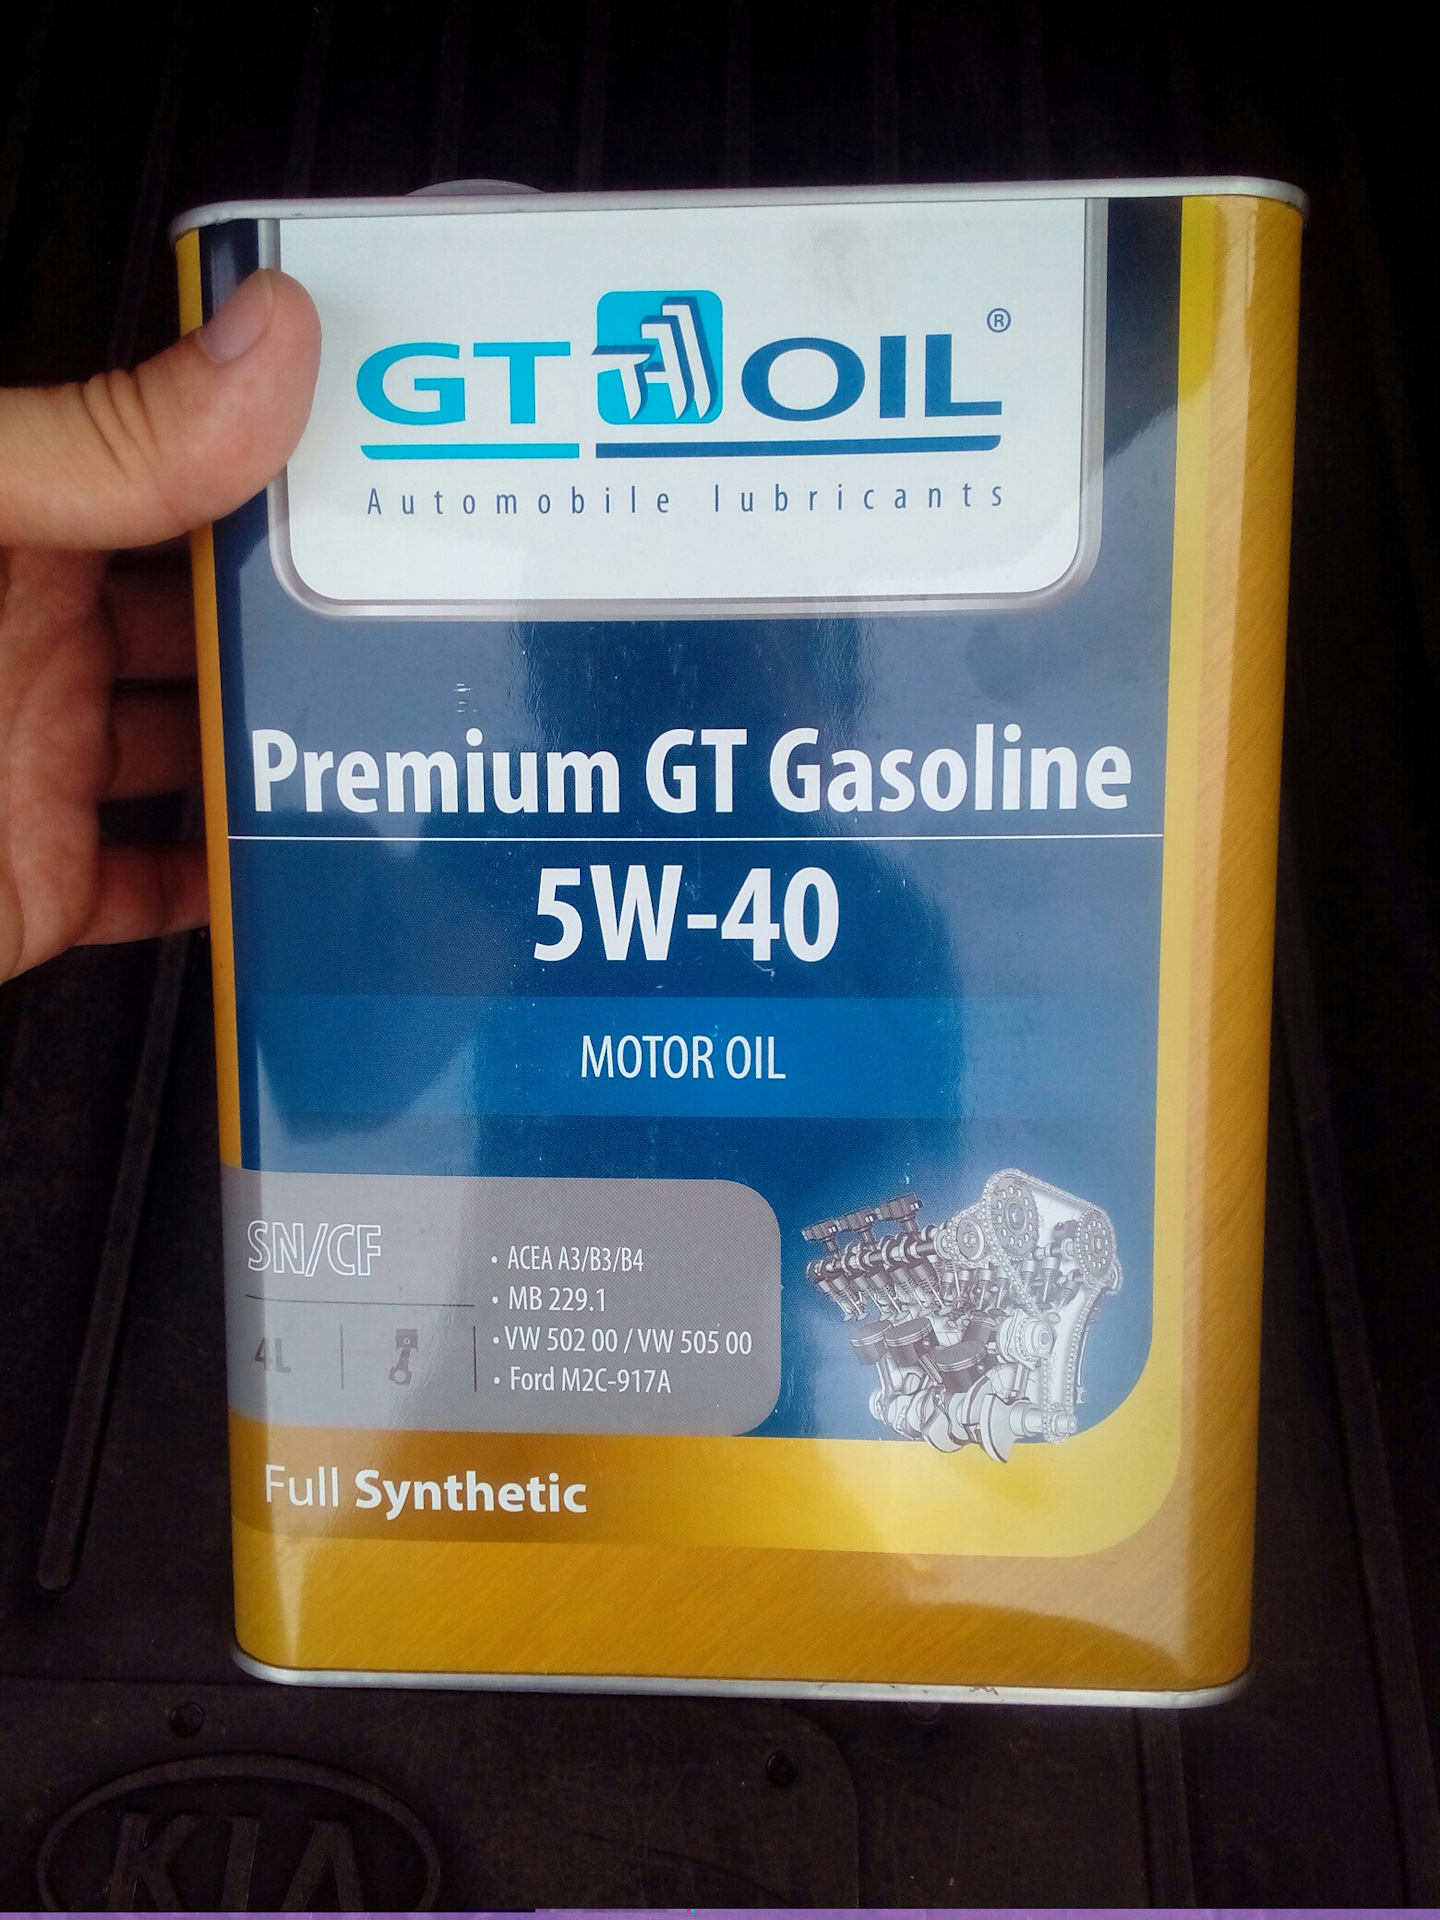 GT OIL ®
Automobile lubricants
Premium GT Gasoline
5W-40
MOTOR OIL
SN/CF
4L
• ACEA A3/B3/B4
• MB 229.1
• VW 502 00 / VW 505 00
• Ford M2C-917A
Full Synthetic
KIA